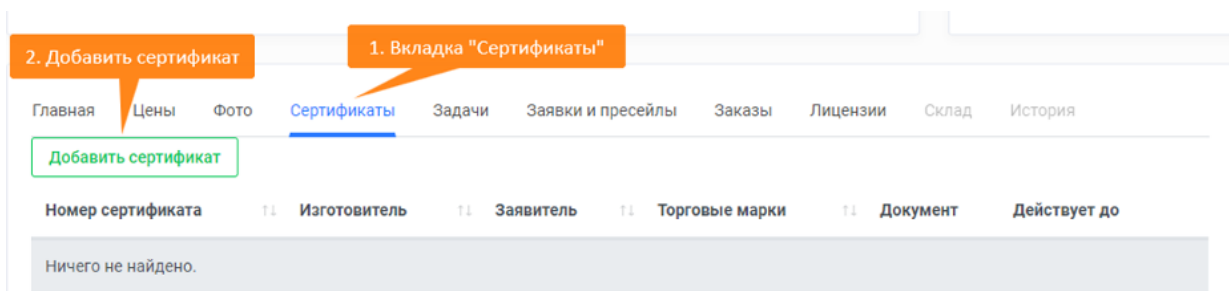 1. Вкладка "Сертификаты"
2. Добавить сертификат
Главная Цены Фото Сертификаты Задачи Заявки и пресейлы Заказы Лицензии Склад История
Добавить сертификат
Номер сертификата ↑↓ Изготовитель ↑↓ Заявитель ↑↓ Торговые марки ↑↓ Документ Действует до
Ничего не найдено.